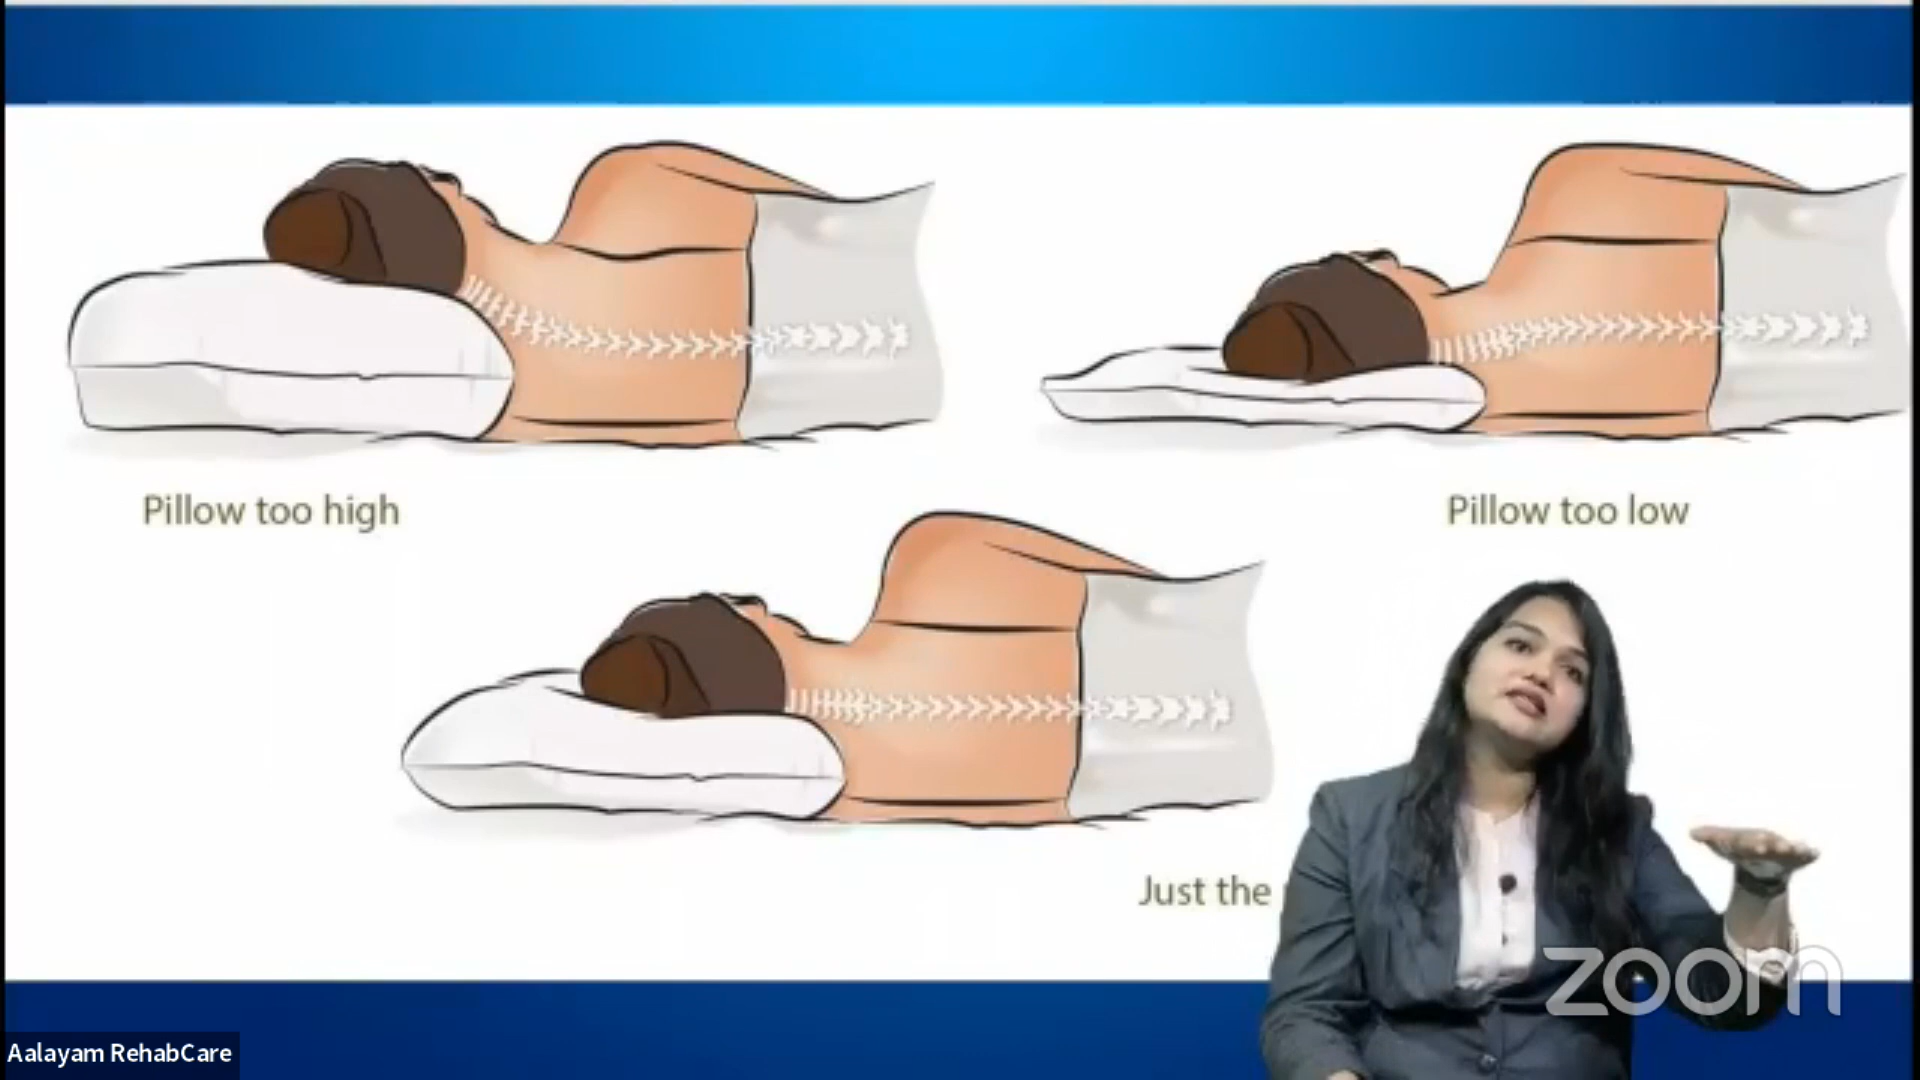 Pillow too high
Pillow too low
Just the
zoom
Aalayam RehabCare